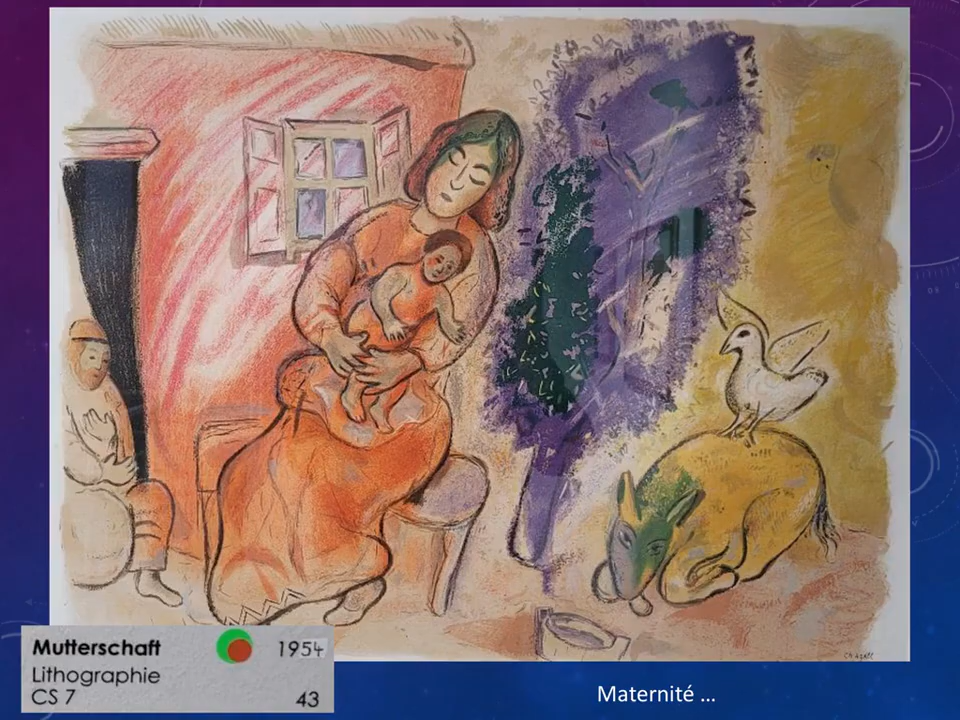 Chagall
Mutterschaft 1954
Lithographie
CS 7 43
Maternité ...